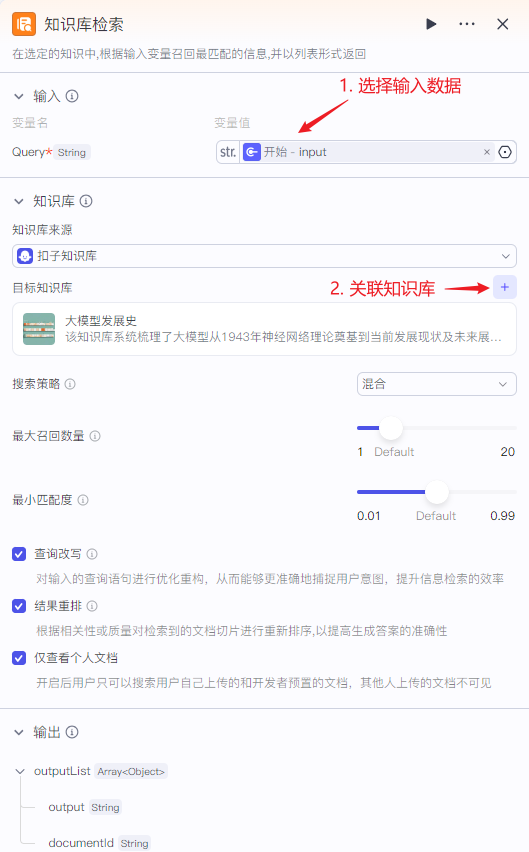 知识库检索
在选定的知识中,根据输入变量召回最匹配的信息,并以列表形式返回
1. 选择输入数据
输入
变量名 变量值
Query* String str. 开始 - input
知识库
知识库来源
扣子知识库
2. 关联知识库
目标知识库 +
大模型发展史
该知识库系统梳理了大模型从1943年神经网络理论奠基到当前发展现状及未来展...
搜索策略 混合
最大召回数量
1 Default 20
最小匹配度
0.01 Default 0.99
查询改写
对输入的查询语句进行优化重构，从而能够更准确地捕捉用户意图，提升信息检索的效率
结果重排
根据相关性或质量对检索到的文档切片进行重新排序,以提高生成答案的准确性
仅查看个人文档
开启后用户只可以搜索用户自己上传的和开发者预置的文档，其他人上传的文档不可见
输出
outputList Array<Object>
output String
documentId String